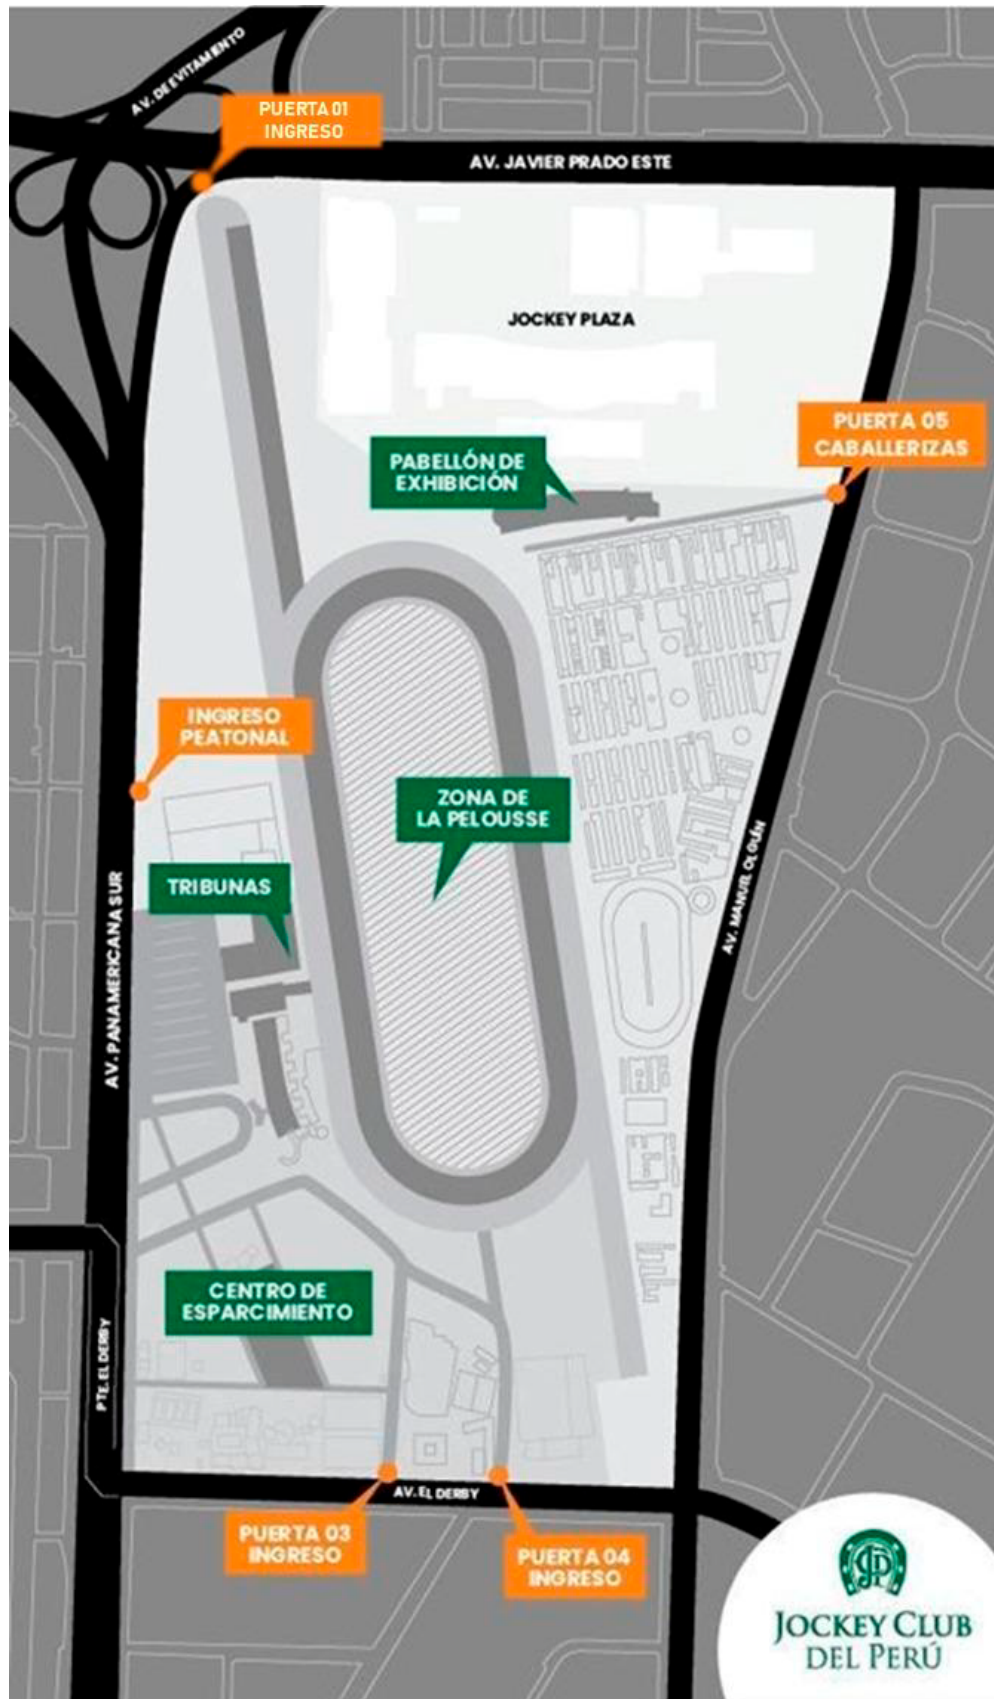 AV. DE EVITAMIENTO
PUERTA 01
INGRESO
AV. JAVIER PRADO ESTE
JOCKEY PLAZA
PUERTA 05
CABALLERIZAS
PABELLÓN DE
EXHIBICIÓN
INGRESO
PEATONAL
ZONA DE
LA PELOUSSE
TRIBUNAS
AV. MANUEL OLGUÍN
AV. PANAMERICANA SUR
CENTRO DE
ESPARCIMIENTO
PTE. EL DERBY
AV. EL DERBY
PUERTA 03
INGRESO
PUERTA 04
INGRESO
JCP
JOCKEY CLUB
DEL PERÚ